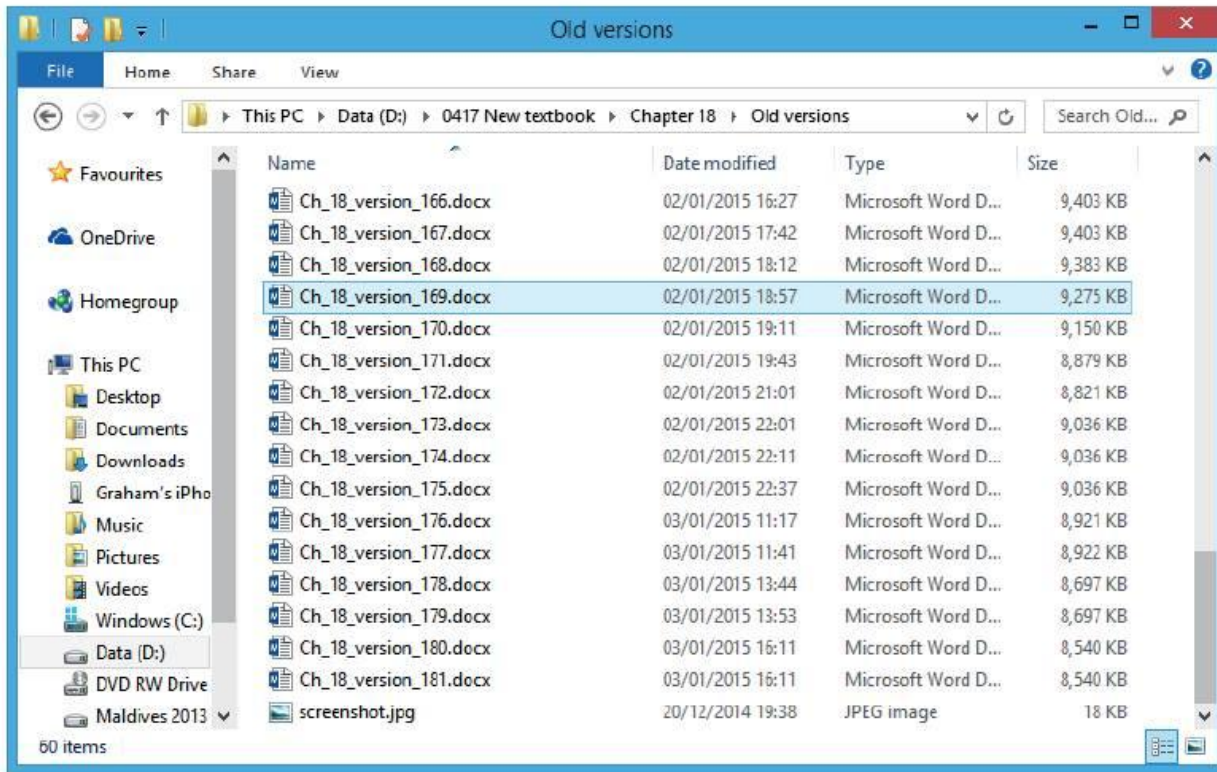 Old versions
File Home Share View
This PC Data (D:) 0417 New textbook Chapter 18 Old versions Search Old...
Favourites
OneDrive
Homegroup
This PC
Desktop
Documents
Downloads
Graham's iPho
Music
Pictures
Videos
Windows (C:)
Data (D:)
DVD RW Drive
Maldives 2013
Name Date modified Type Size
Ch_18_version_166.docx 02/01/2015 16:27 Microsoft Word D... 9,403 KB
Ch_18_version_167.docx 02/01/2015 17:42 Microsoft Word D... 9,403 KB
Ch_18_version_168.docx 02/01/2015 18:12 Microsoft Word D... 9,383 KB
Ch_18_version_169.docx 02/01/2015 18:57 Microsoft Word D... 9,275 KB
Ch_18_version_170.docx 02/01/2015 19:11 Microsoft Word D... 9,150 KB
Ch_18_version_171.docx 02/01/2015 19:43 Microsoft Word D... 8,879 KB
Ch_18_version_172.docx 02/01/2015 21:01 Microsoft Word D... 8,821 KB
Ch_18_version_173.docx 02/01/2015 22:01 Microsoft Word D... 9,036 KB
Ch_18_version_174.docx 02/01/2015 22:11 Microsoft Word D... 9,036 KB
Ch_18_version_175.docx 02/01/2015 22:37 Microsoft Word D... 9,036 KB
Ch_18_version_176.docx 03/01/2015 11:17 Microsoft Word D... 8,921 KB
Ch_18_version_177.docx 03/01/2015 11:41 Microsoft Word D... 8,922 KB
Ch_18_version_178.docx 03/01/2015 13:44 Microsoft Word D... 8,697 KB
Ch_18_version_179.docx 03/01/2015 13:53 Microsoft Word D... 8,697 KB
Ch_18_version_180.docx 03/01/2015 16:11 Microsoft Word D... 8,540 KB
Ch_18_version_181.docx 03/01/2015 16:11 Microsoft Word D... 8,540 KB
screenshot.jpg 20/12/2014 19:38 JPEG image 18 KB
60 items